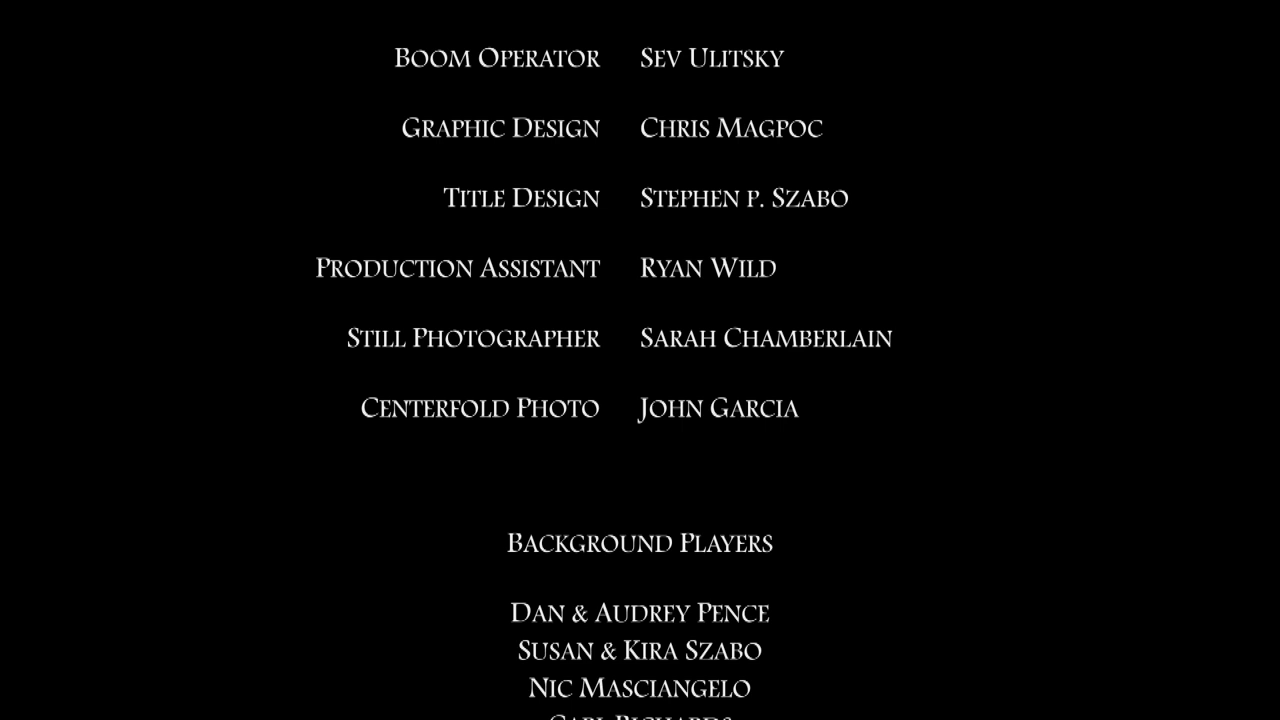 Boom Operator Sev Ulitsky
Graphic Design Chris Magpoc
Title Design Stephen P. Szabo
Production Assistant Ryan Wild
Still Photographer Sarah Chamberlain
Centerfold Photo John Garcia
Background Players
Dan & Audrey Pence
Susan & Kira Szabo
Nic Masciangelo